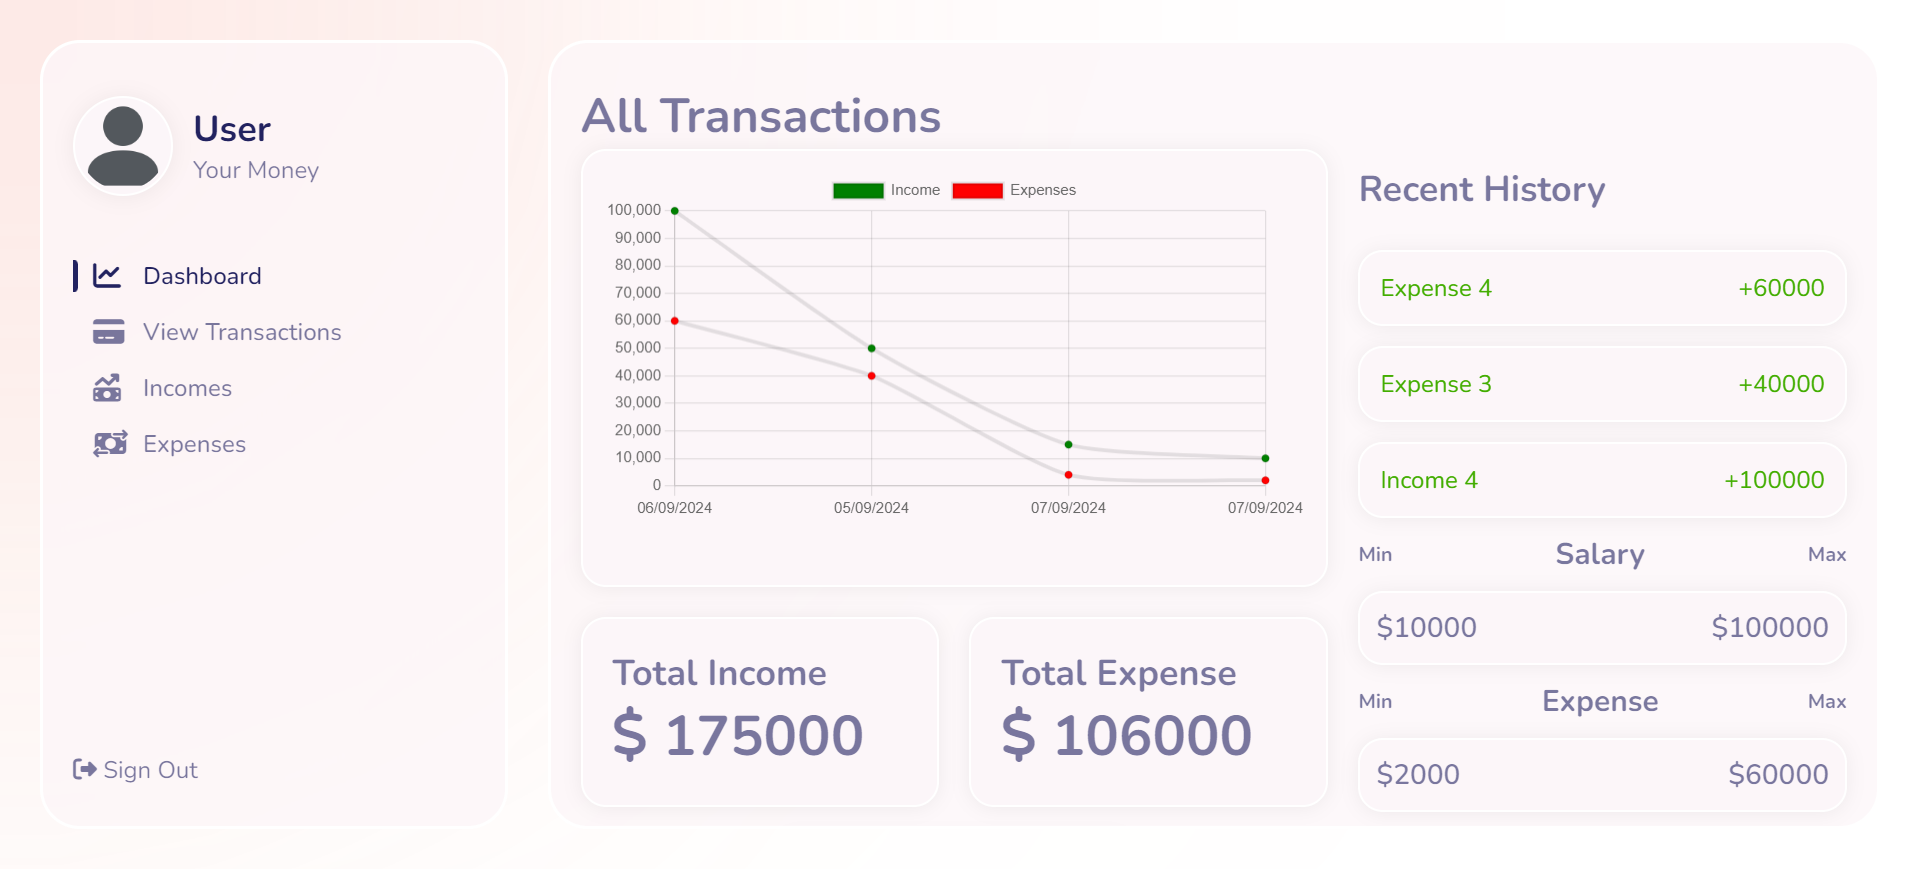 User
Your Money
Dashboard
View Transactions
Incomes
Expenses
Sign Out
All Transactions
Income Expenses
100,000
90,000
80,000
70,000
60,000
50,000
40,000
30,000
20,000
10,000
0
06/09/2024 05/09/2024 07/09/2024 07/09/2024
Total Income
$ 175000
Total Expense
$ 106000
Recent History
Expense 4 +60000
Expense 3 +40000
Income 4 +100000
Min Salary Max
$10000 $100000
Min Expense Max
$2000 $60000